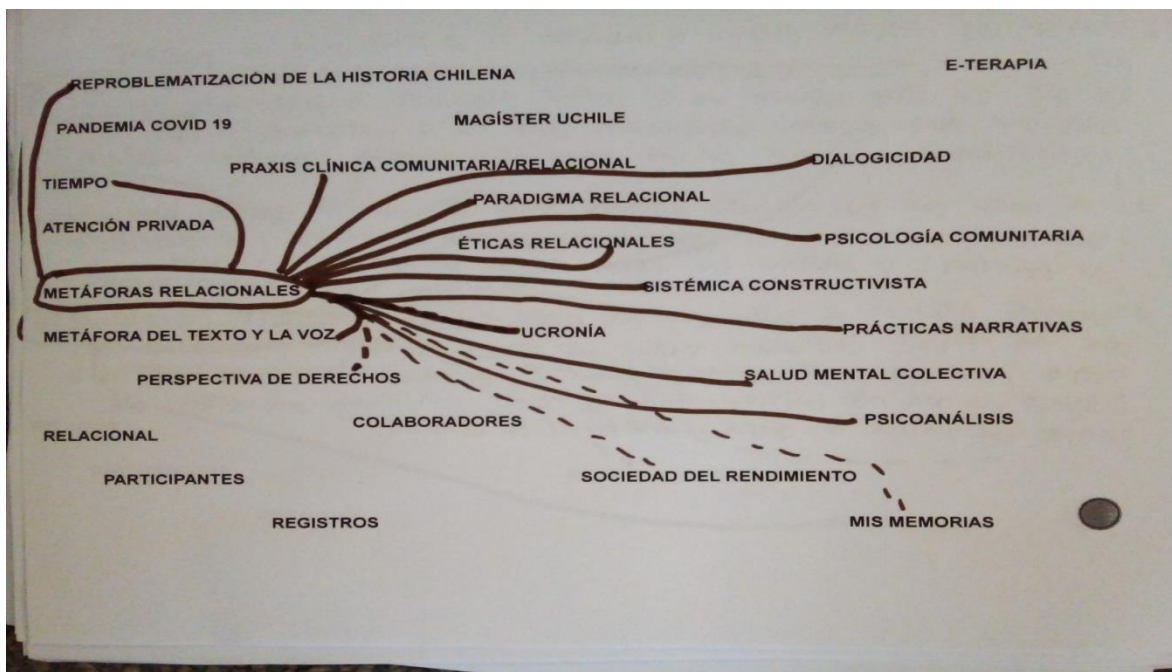 REPROBLEMATIZACIÓN DE LA HISTORIA CHILENA
E-TERAPIA
PANDEMIA COVID 19
MAGÍSTER UCHILE
PRAXIS CLÍNICA COMUNITARIA/RELACIONAL
DIALOGICIDAD
TIEMPO
PARADIGMA RELACIONAL
ATENCIÓN PRIVADA
ÉTICAS RELACIONALES
PSICOLOGÍA COMUNITARIA
METÁFORAS RELACIONALES
SISTÉMICA CONSTRUCTIVISTA
METÁFORA DEL TEXTO Y LA VOZ
UCRONÍA
PRÁCTICAS NARRATIVAS
PERSPECTIVA DE DERECHOS
SALUD MENTAL COLECTIVA
COLABORADORES
PSICOANÁLISIS
RELACIONAL
PARTICIPANTES
SOCIEDAD DEL RENDIMIENTO
REGISTROS
MIS MEMORIAS